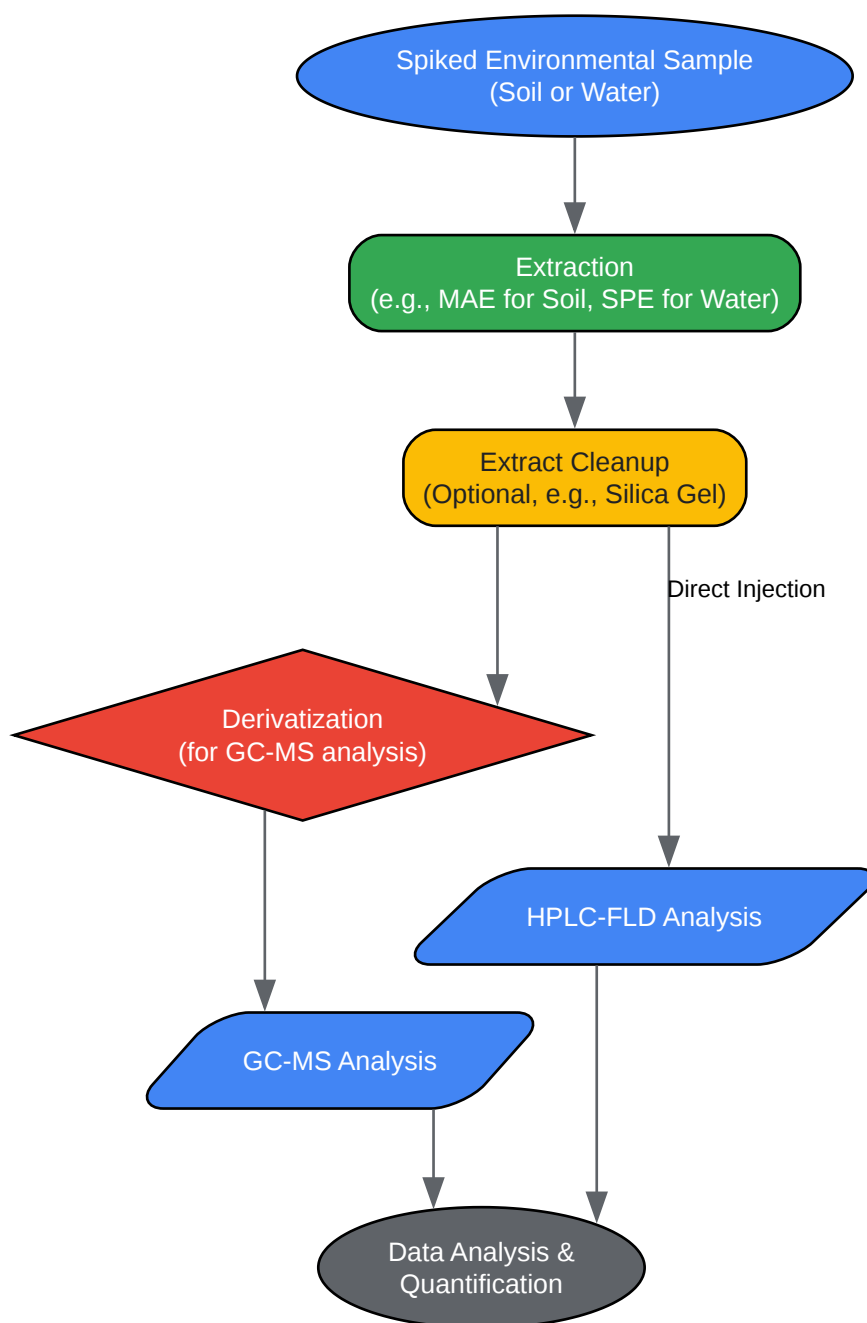 Spiked Environmental Sample
(Soil or Water)
Extraction
(e.g., MAE for Soil, SPE for Water)
Extract Cleanup
(Optional, e.g., Silica Gel)
Direct Injection
Derivatization
(for GC-MS analysis)
HPLC-FLD Analysis
GC-MS Analysis
Data Analysis &
Quantification